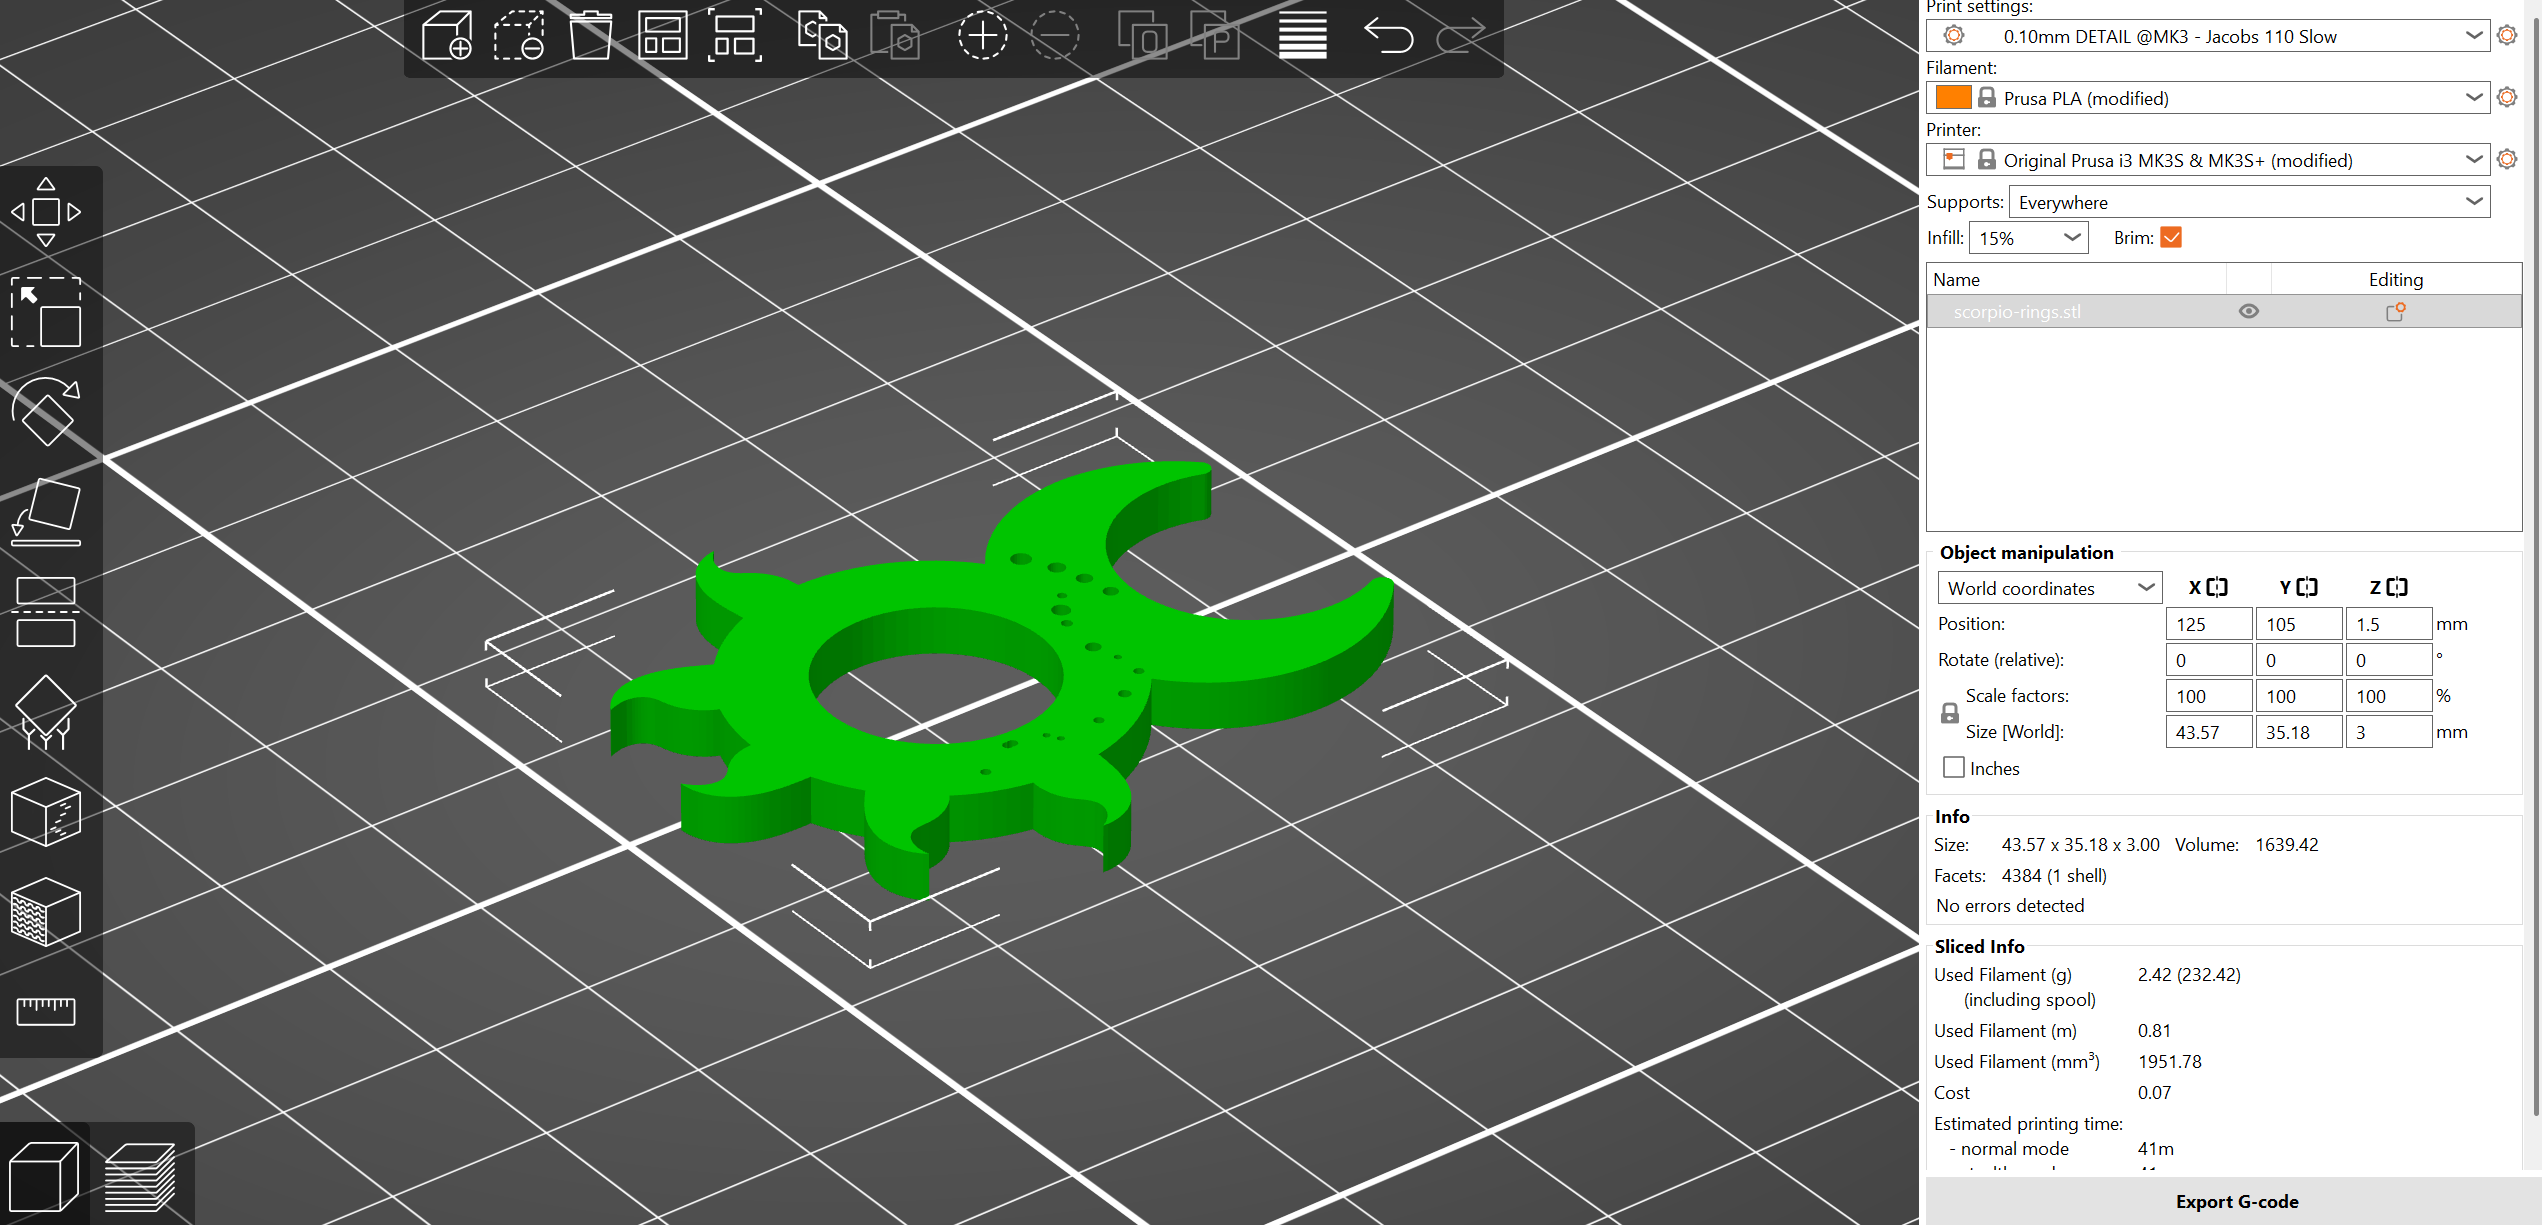 Print settings:
0.10mm DETAIL @MK3 - Jacobs 110 Slow
Filament:
Prusa PLA (modified)
Printer:
Original Prusa i3 MK3S & MK3S+ (modified)
Supports: Everywhere
Infill: 15% Brim:
Name Editing
scorpio-rings.stl
Object manipulation
World coordinates X Y Z
Position: 125 105 1.5 mm
Rotate (relative): 0 0 0 °
Scale factors: 100 100 100 %
Size [World]: 43.57 35.18 3 mm
Inches
Info
Size: 43.57 x 35.18 x 3.00 Volume: 1639.42
Facets: 4384 (1 shell)
No errors detected
Sliced Info
Used Filament (g) 2.42 (232.42)
(including spool)
Used Filament (m) 0.81
Used Filament (mm³) 1951.78
Cost 0.07
Estimated printing time:
- normal mode 41m
Export G-code